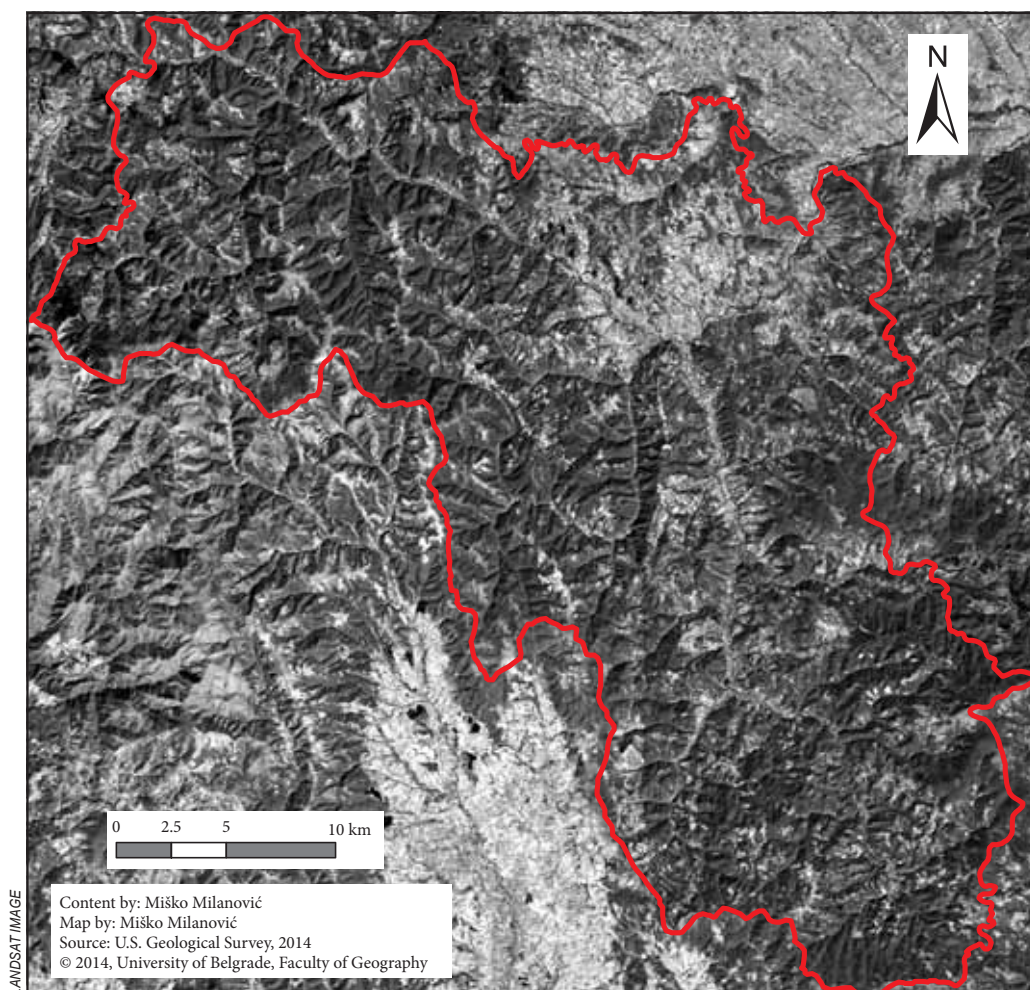 N
0 2.5 5 10 km
Content by: Miško Milanović
Map by: Miško Milanović
Source: U.S. Geological Survey, 2014
© 2014, University of Belgrade, Faculty of Geography
LANDSAT IMAGE